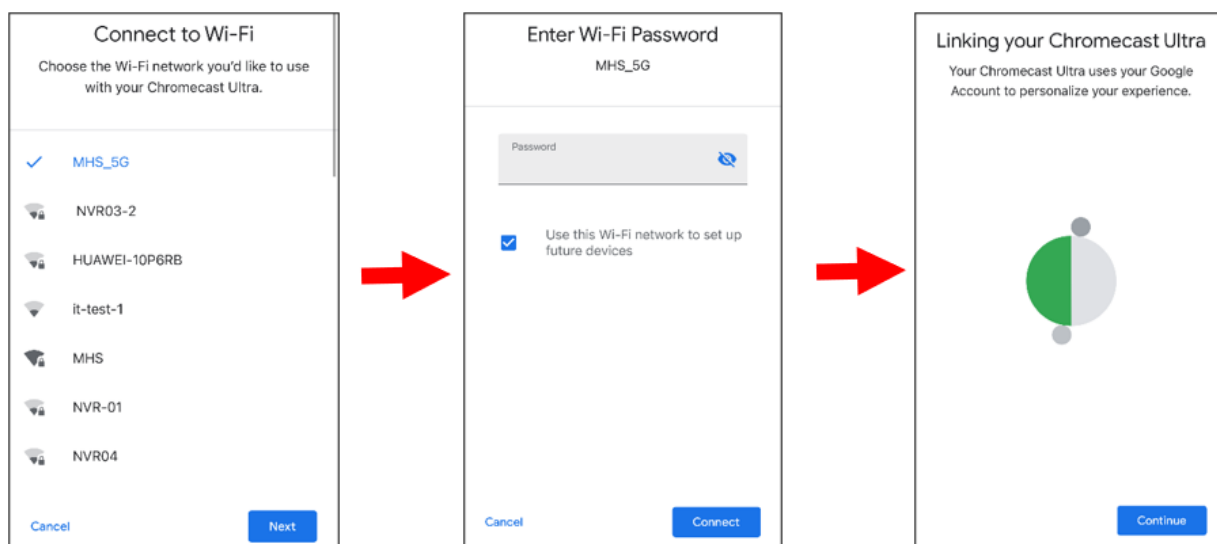 Connect to Wi-Fi
Choose the Wi-Fi network you'd like to use
with your Chromecast Ultra.
MHS_5G
NVR03-2
HUAWEI-10P6RB
it-test-1
MHS
NVR-01
NVR04
Cancel
Next
Enter Wi-Fi Password
MHS_5G
Password
Use this Wi-Fi network to set up
future devices
Cancel
Connect
Linking your Chromecast Ultra
Your Chromecast Ultra uses your Google
Account to personalize your experience.
Continue